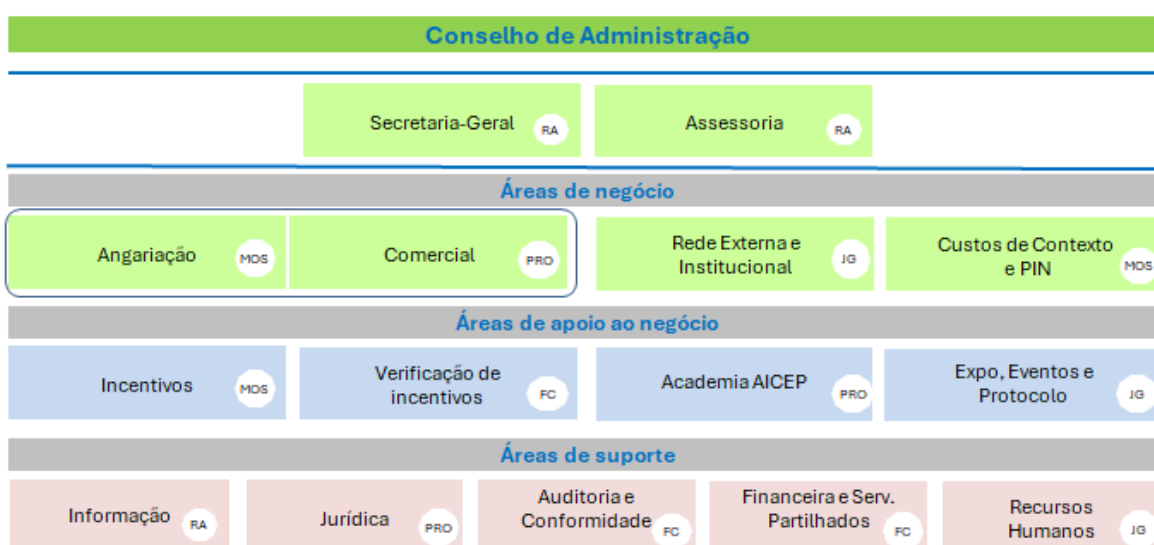 Conselho de Administração
Secretaria-Geral RA
Assessoria RA
Áreas de negócio
Angariação MOS
Comercial PRO
Rede Externa e
Institucional JG
Custos de Contexto
e PIN MOS
Áreas de apoio ao negócio
Incentivos MOS
Verificação de
incentivos FC
Academia AICEP PRO
Expo, Eventos e
Protocolo JG
Áreas de suporte
Informação RA
Jurídica PRO
Auditoria e
Conformidade FC
Financeira e Serv.
Partilhados FC
Recursos
Humanos JG